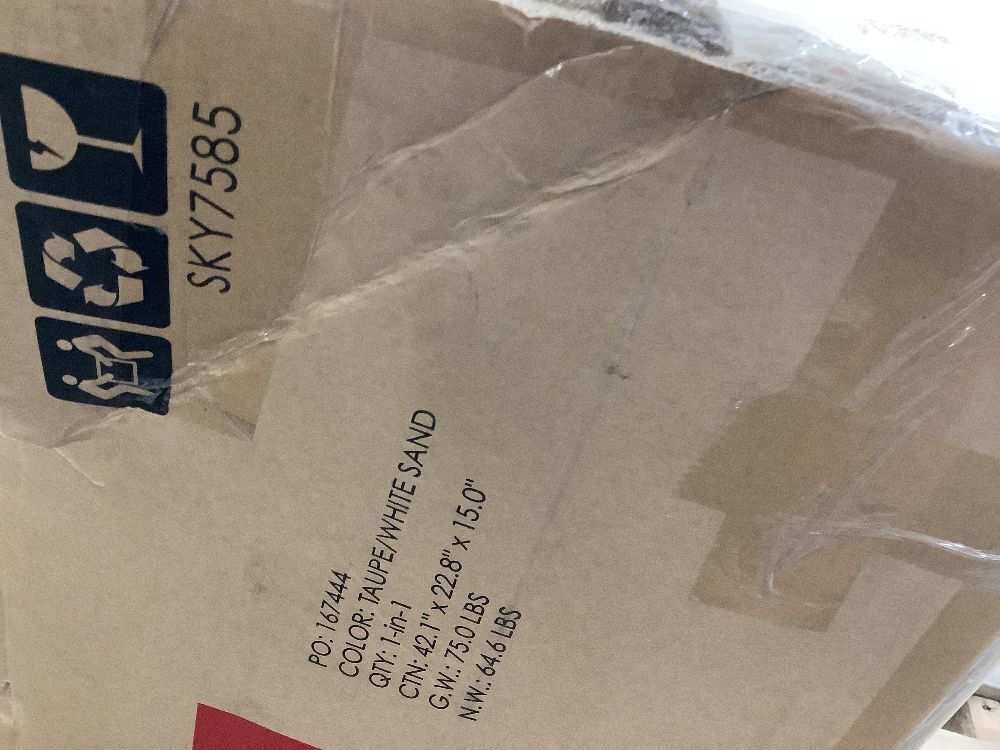 SKY7585
PO: 167444
COLOR: TAUPE/WHITE SAND
QTY: 1-in-1
CTN: 42.1" X 22.8" X 15.0"
G.W.: 75.0 LBS
N.W.: 64.6 LBS